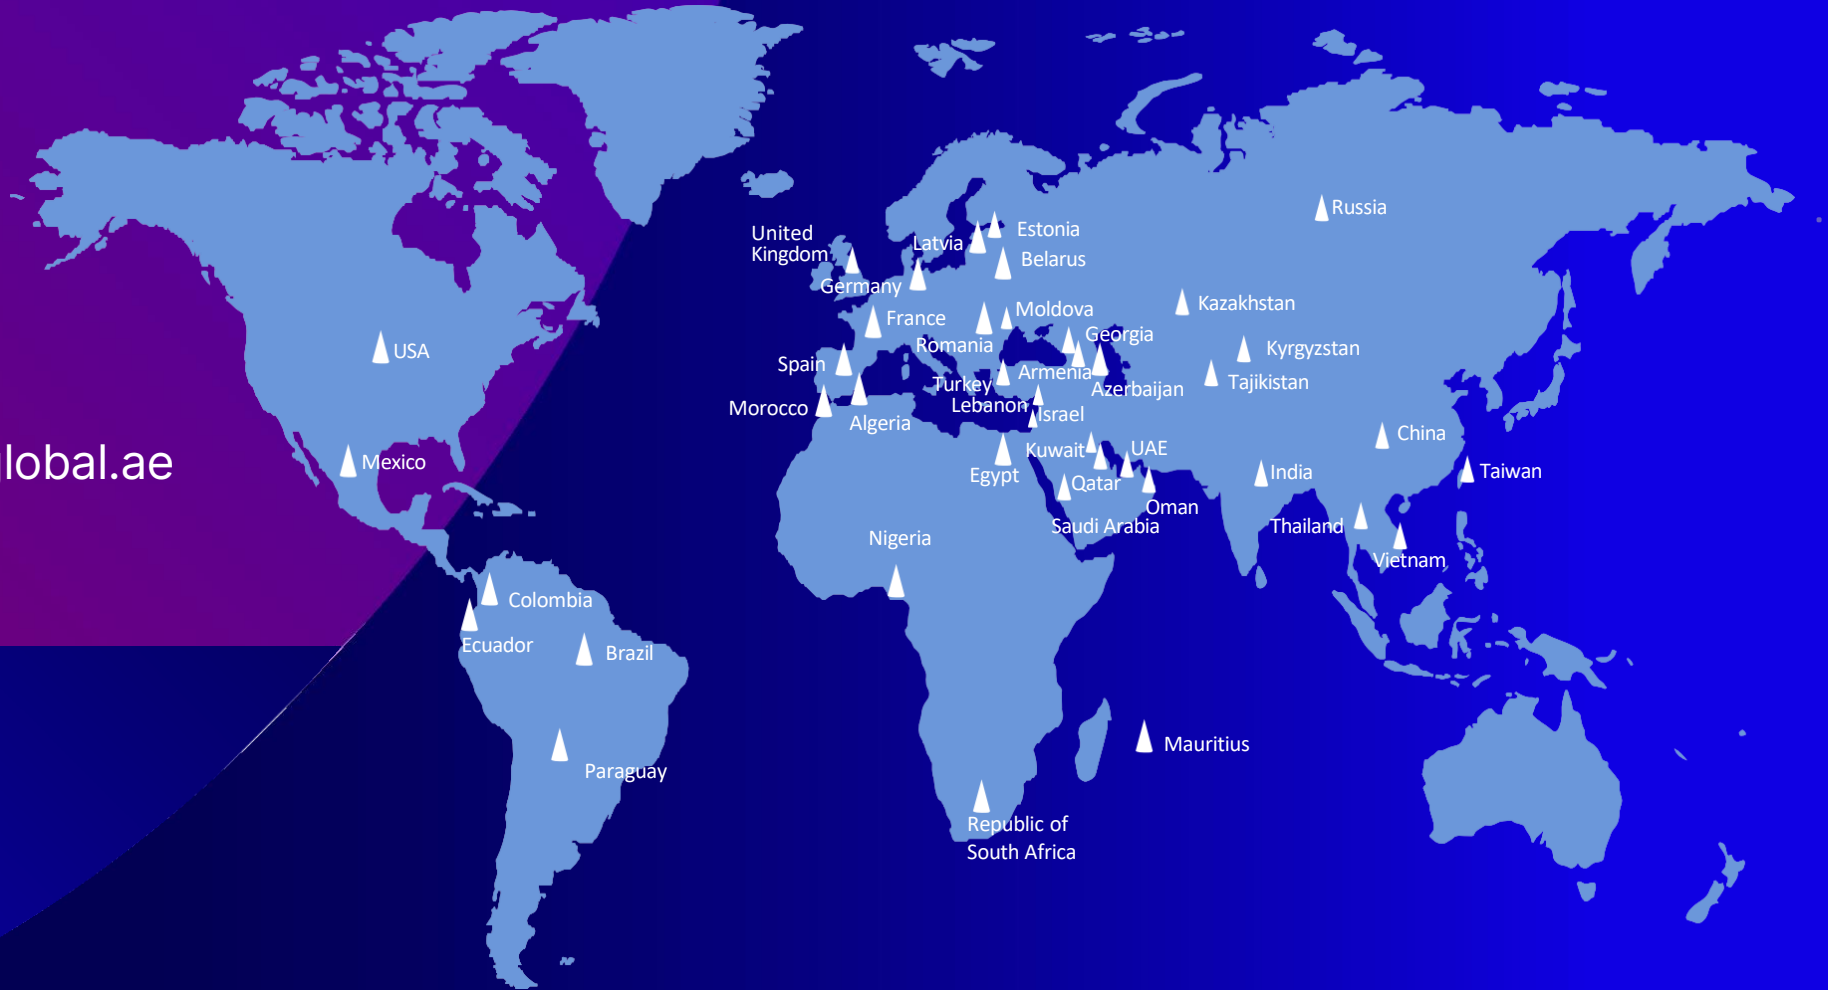 Russia
United
Kingdom
Latvia
Estonia
Belarus
Germany
Kazakhstan
France
Moldova
Romania
Georgia
USA
Kyrgyzstan
Spain
Turkey
Armenia
Azerbaijan
Tajikistan
Morocco
Algeria
Lebanon
Israel
China
lobal.ae
Mexico
Egypt
Kuwait
UAE
Qatar
India
Taiwan
Oman
Saudi Arabia
Thailand
Nigeria
Vietnam
Colombia
Ecuador
Brazil
Mauritius
Paraguay
Republic of
South Africa